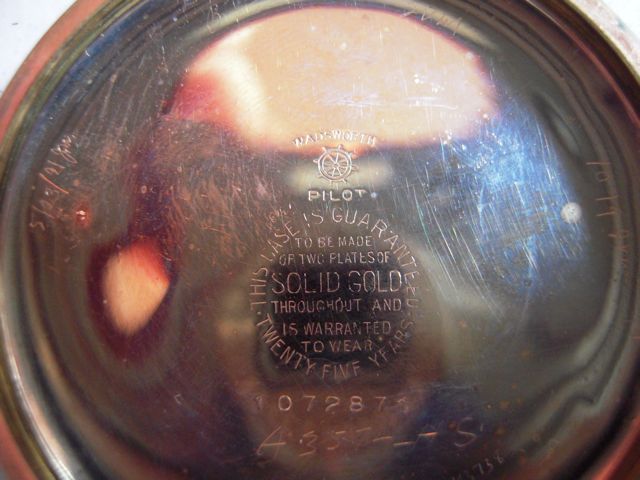 WADSWORTH
PILOT
THIS CASE IS GUARANTEED
TO BE MADE
OF TWO PLATES OF
SOLID GOLD
THROUGHOUT AND
IS WARRANTED
TO WEAR
TWENTY FIVE YEARS